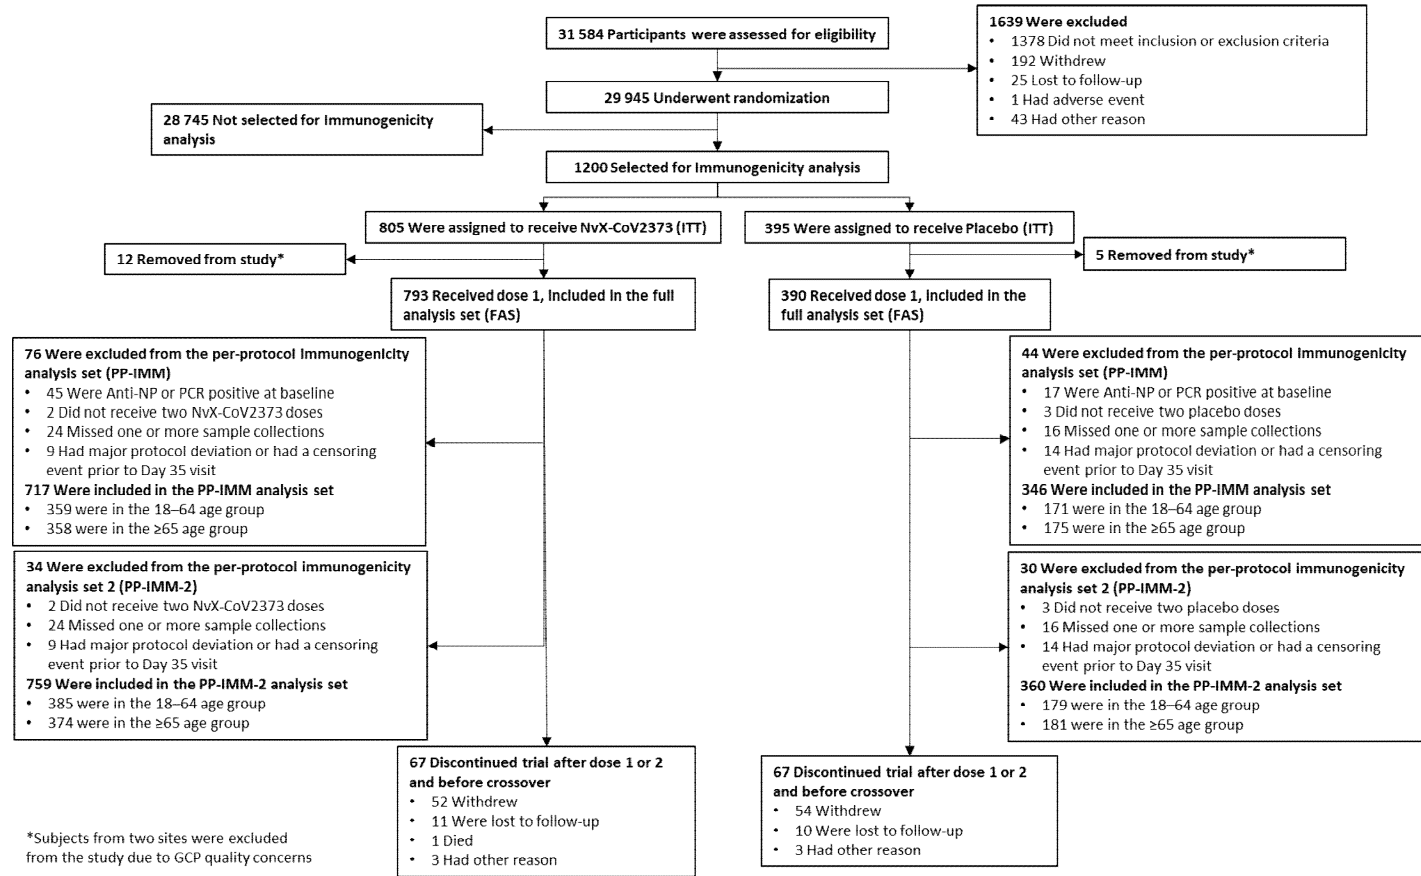 31 584 Participants were assessed for eligibility
1639 Were excluded
• 1378 Did not meet inclusion or exclusion criteria
• 192 Withdrew
• 25 Lost to follow-up
• 1 Had adverse event
• 43 Had other reason
29 945 Underwent randomization
28 745 Not selected for Immunogenicity
analysis
1200 Selected for Immunogenicity analysis
805 Were assigned to receive NvX-CoV2373 (ITT)
395 Were assigned to receive Placebo (ITT)
12 Removed from study*
5 Removed from study*
793 Received dose 1, included in the full
analysis set (FAS)
390 Received dose 1, included in the
full analysis set (FAS)
76 Were excluded from the per-protocol immunogenicity
analysis set (PP-IMM)
• 45 Were Anti-NP or PCR positive at baseline
• 2 Did not receive two NvX-CoV2373 doses
• 24 Missed one or more sample collections
• 9 Had major protocol deviation or had a censoring
event prior to Day 35 visit
717 Were included in the PP-IMM analysis set
• 359 were in the 18–64 age group
• 358 were in the ≥65 age group
44 Were excluded from the per-protocol immunogenicity
analysis set (PP-IMM)
• 17 Were Anti-NP or PCR positive at baseline
• 3 Did not receive two placebo doses
• 16 Missed one or more sample collections
• 14 Had major protocol deviation or had a censoring
event prior to Day 35 visit
346 Were included in the PP-IMM analysis set
• 171 were in the 18–64 age group
• 175 were in the ≥65 age group
34 Were excluded from the per-protocol immunogenicity
analysis set 2 (PP-IMM-2)
• 2 Did not receive two NvX-CoV2373 doses
• 24 Missed one or more sample collections
• 9 Had major protocol deviation or had a censoring
event prior to Day 35 visit
759 Were included in the PP-IMM-2 analysis set
• 385 were in the 18–64 age group
• 374 were in the ≥65 age group
30 Were excluded from the per-protocol immunogenicity
analysis set 2 (PP-IMM-2)
• 3 Did not receive two placebo doses
• 16 Missed one or more sample collections
• 14 Had major protocol deviation or had a censoring
event prior to Day 35 visit
360 Were included in the PP-IMM-2 analysis set
• 179 were in the 18–64 age group
• 181 were in the ≥65 age group
67 Discontinued trial after dose 1 or 2
and before crossover
• 52 Withdrew
• 11 Were lost to follow-up
• 1 Died
• 3 Had other reason
67 Discontinued trial after dose 1 or 2
and before crossover
• 54 Withdrew
• 10 Were lost to follow-up
• 3 Had other reason
*Subjects from two sites were excluded
from the study due to GCP quality concerns